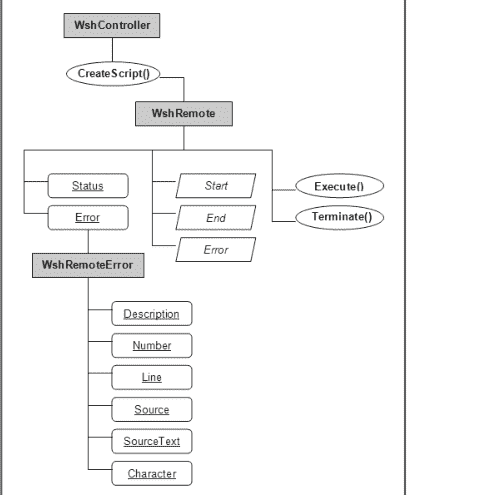 WshController
CreateScript()
WshRemote
Status
Start
Execute()
Error
End
Terminate()
Error
WshRemoteError
Description
Number
Line
Source
SourceText
Character